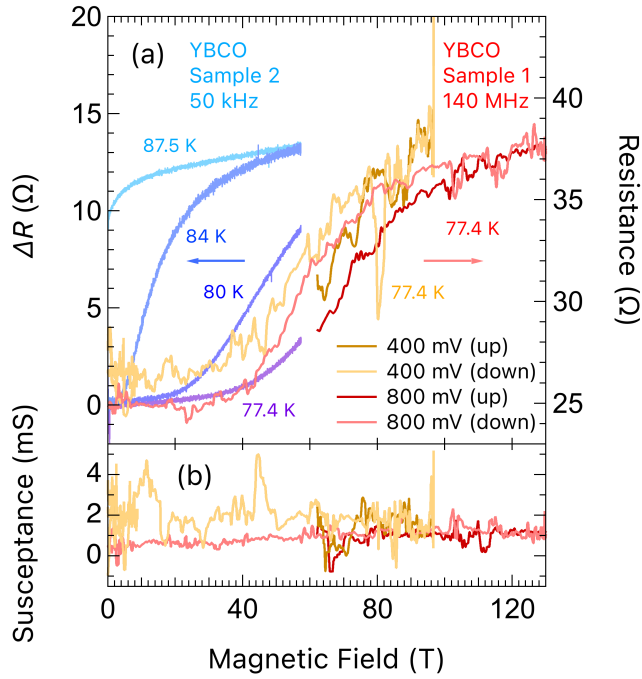 (a)
YBCO
Sample 2
50 kHz
YBCO
Sample 1
140 MHz
87.5 K
84 K
80 K
77.4 K
77.4 K
77.4 K
400 mV (up)
400 mV (down)
800 mV (up)
800 mV (down)
20
15
10
5
0
ΔR (Ω)
40
35
30
25
Resistance (Ω)
(b)
4
2
0
Susceptance (mS)
0
40
80
120
Magnetic Field (T)